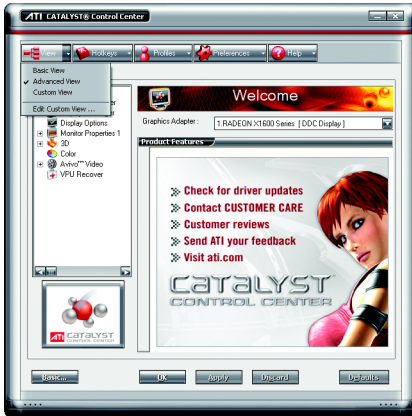 ATI CATALYST® Control Center
View Hotkeys Profiles Preferences Help
Basic View
Advanced View
Custom View
Edit Custom View ...
Display Options
Monitor Properties 1
3D
Color
Avivo™ Video
VPU Recover
Welcome
Graphics Adapter :
1.RADEON X1600 Series [ DDC Display ]
Product Features
Check for driver updates
Contact CUSTOMER CARE
Customer reviews
Send ATI your feedback
Visit ati.com
CATALYST
CONTROL CENTER
ATI CATALYST
CONTROL CENTER
Basic...
OK Apply Discard Defaults